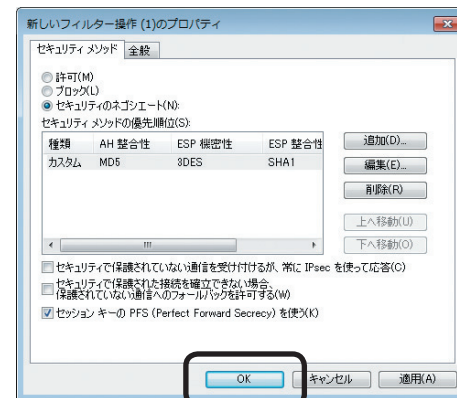 新しいフィルター操作 (1)のプロパティ
セキュリティ メソッド 全般
許可(M)
ブロック(L)
セキュリティのネゴシエート(N):
セキュリティ メソッドの優先順位(S):
種類 AH 整合性 ESP 機密性 ESP 整合性
カスタム MD5 3DES SHA1
追加(D)...
編集(E)...
削除(R)
上へ移動(U)
下へ移動(O)
セキュリティで保護されていない通信を受け付けるが、常に IPsec を使って応答(C)
セキュリティで保護された接続を確立できない場合、
保護されていない通信へのフォールバックを許可する(W)
セッション キーの PFS (Perfect Forward Secrecy) を使う(K)
OK キャンセル 適用(A)